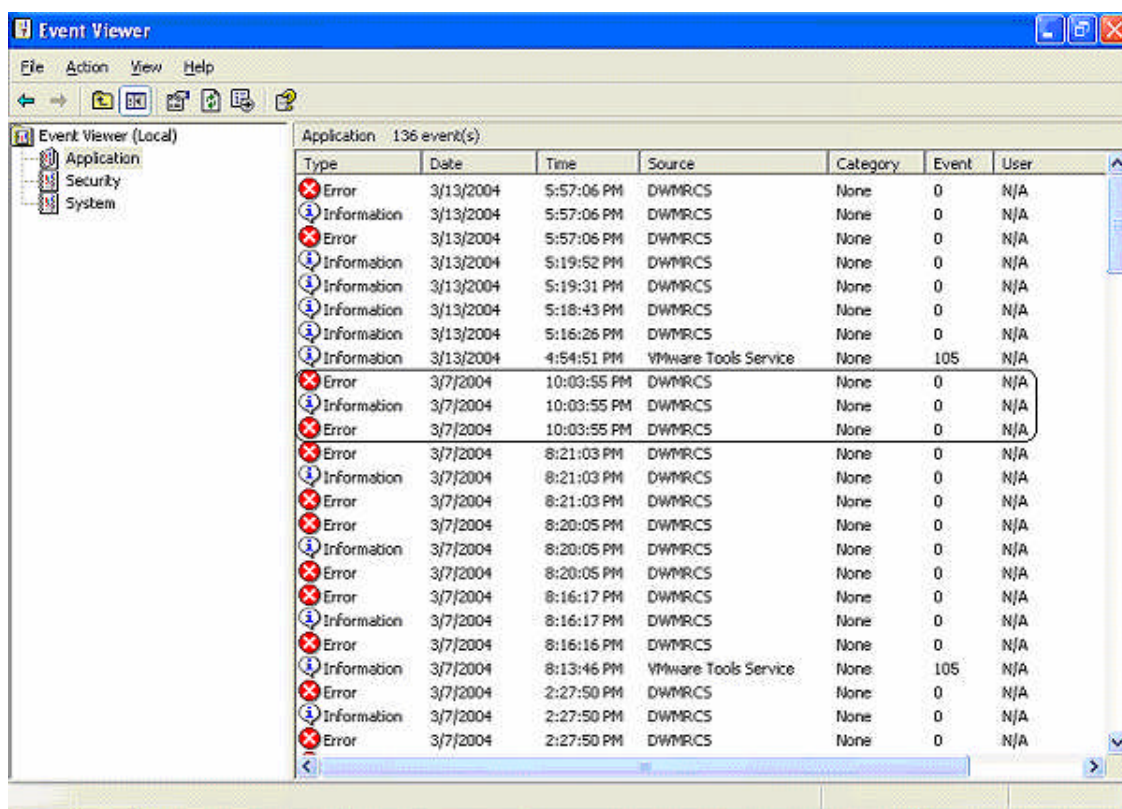 Event Viewer
File Action View Help
Event Viewer (Local)
Application
Security
System
Application 136 event(s)
Type Date Time Source Category Event User
Error 3/13/2004 5:57:06 PM DWMRCS None 0 N/A
Information 3/13/2004 5:57:06 PM DWMRCS None 0 N/A
Error 3/13/2004 5:57:06 PM DWMRCS None 0 N/A
Information 3/13/2004 5:19:52 PM DWMRCS None 0 N/A
Information 3/13/2004 5:19:31 PM DWMRCS None 0 N/A
Information 3/13/2004 5:18:43 PM DWMRCS None 0 N/A
Information 3/13/2004 5:16:26 PM DWMRCS None 0 N/A
Information 3/13/2004 4:54:51 PM VMware Tools Service None 105 N/A
Error 3/7/2004 10:03:55 PM DWMRCS None 0 N/A
Information 3/7/2004 10:03:55 PM DWMRCS None 0 N/A
Error 3/7/2004 10:03:55 PM DWMRCS None 0 N/A
Error 3/7/2004 8:21:03 PM DWMRCS None 0 N/A
Information 3/7/2004 8:21:03 PM DWMRCS None 0 N/A
Error 3/7/2004 8:21:03 PM DWMRCS None 0 N/A
Error 3/7/2004 8:20:05 PM DWMRCS None 0 N/A
Information 3/7/2004 8:20:05 PM DWMRCS None 0 N/A
Error 3/7/2004 8:20:05 PM DWMRCS None 0 N/A
Error 3/7/2004 8:16:17 PM DWMRCS None 0 N/A
Information 3/7/2004 8:16:17 PM DWMRCS None 0 N/A
Error 3/7/2004 8:16:16 PM DWMRCS None 0 N/A
Information 3/7/2004 8:13:46 PM VMware Tools Service None 105 N/A
Error 3/7/2004 2:27:50 PM DWMRCS None 0 N/A
Information 3/7/2004 2:27:50 PM DWMRCS None 0 N/A
Error 3/7/2004 2:27:50 PM DWMRCS None 0 N/A